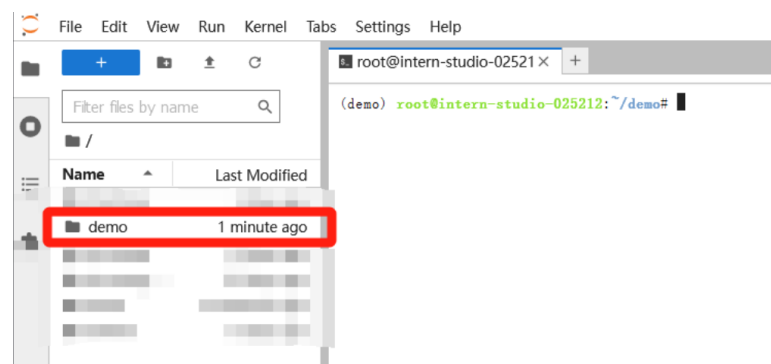 File Edit View Run Kernel Tabs Settings Help
+
root@intern-studio-02521 × +
Filter files by name
/
Name Last Modified
demo 1 minute ago
(demo) root@intern-studio-025212:~/demo#